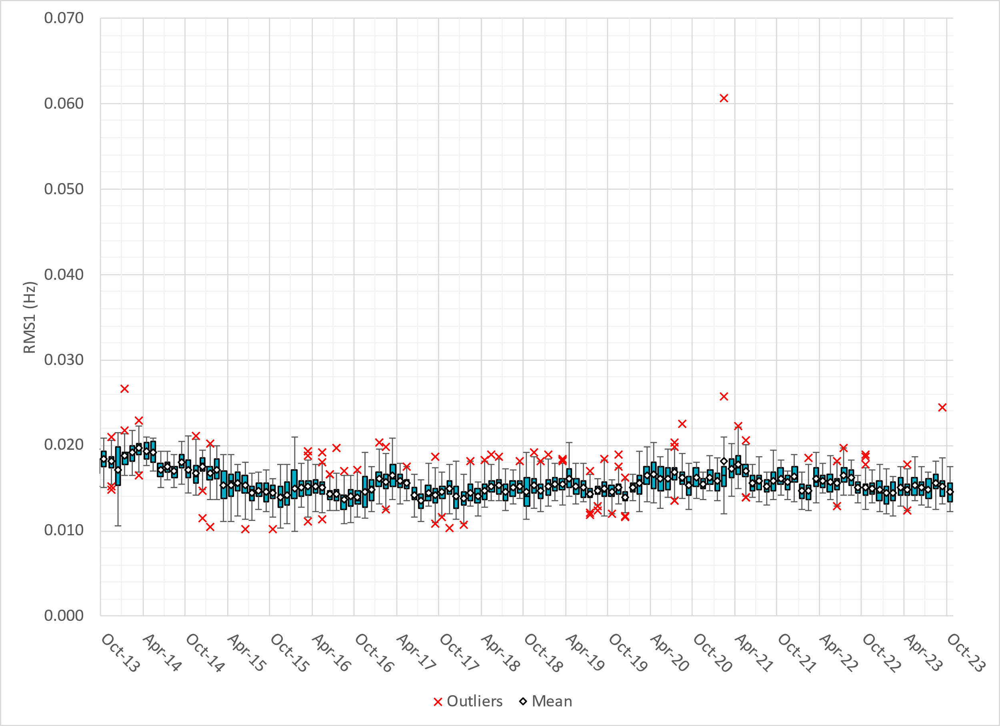 0.070
0.060
0.050
0.040
0.030
0.020
0.010
0.000
RMS1 (Hz)
Oct-13
Apr-14
Oct-14
Apr-15
Oct-15
Apr-16
Oct-16
Apr-17
Oct-17
Apr-18
Oct-18
Apr-19
Oct-19
Apr-20
Oct-20
Apr-21
Oct-21
Apr-22
Oct-22
Apr-23
Oct-23
Outliers Mean